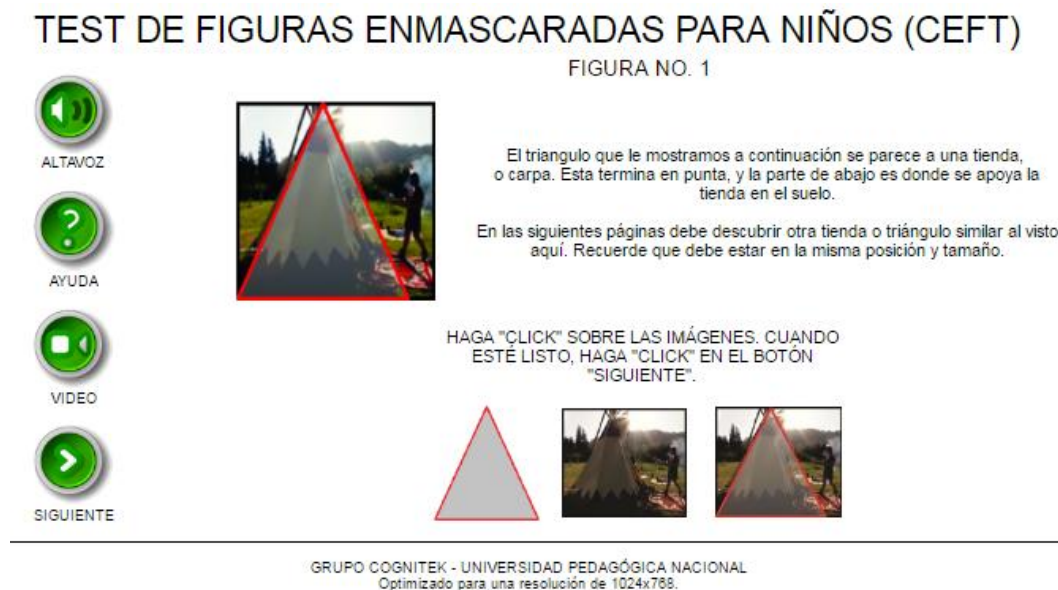 TEST DE FIGURAS ENMASCARADAS PARA NIÑOS (CEFT)
FIGURA NO. 1
ALTAVOZ
El triangulo que le mostramos a continuación se parece a una tienda,
o carpa. Esta termina en punta, y la parte de abajo es donde se apoya la
tienda en el suelo.
En las siguientes páginas debe descubrir otra tienda o triángulo similar al visto
aquí. Recuerde que debe estar en la misma posición y tamaño.
AYUDA
HAGA "CLICK" SOBRE LAS IMÁGENES. CUANDO
ESTÉ LISTO, HAGA "CLICK" EN EL BOTÓN
"SIGUIENTE".
VIDEO
SIGUIENTE
GRUPO COGNITEK - UNIVERSIDAD PEDAGÓGICA NACIONAL
Optimizado para una resolución de 1024x768.